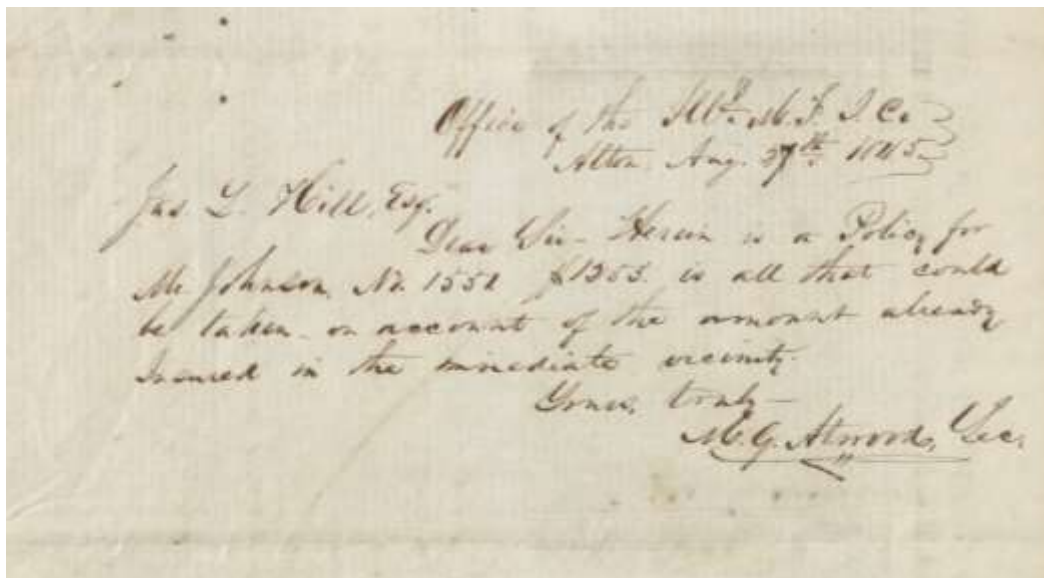 Office of the Ills. M. F. I. Co
Alton, Aug. 27th 1845
Jas L. Hill, Esq.
Dear Sir- Herein is a Policy for
Mr Johnson, No. 1551 $1355. is all that could
be taken- on account of the amount already
Insured in the immediate vicinity.
Yours, truly-
M. G. Atwood, Sec.